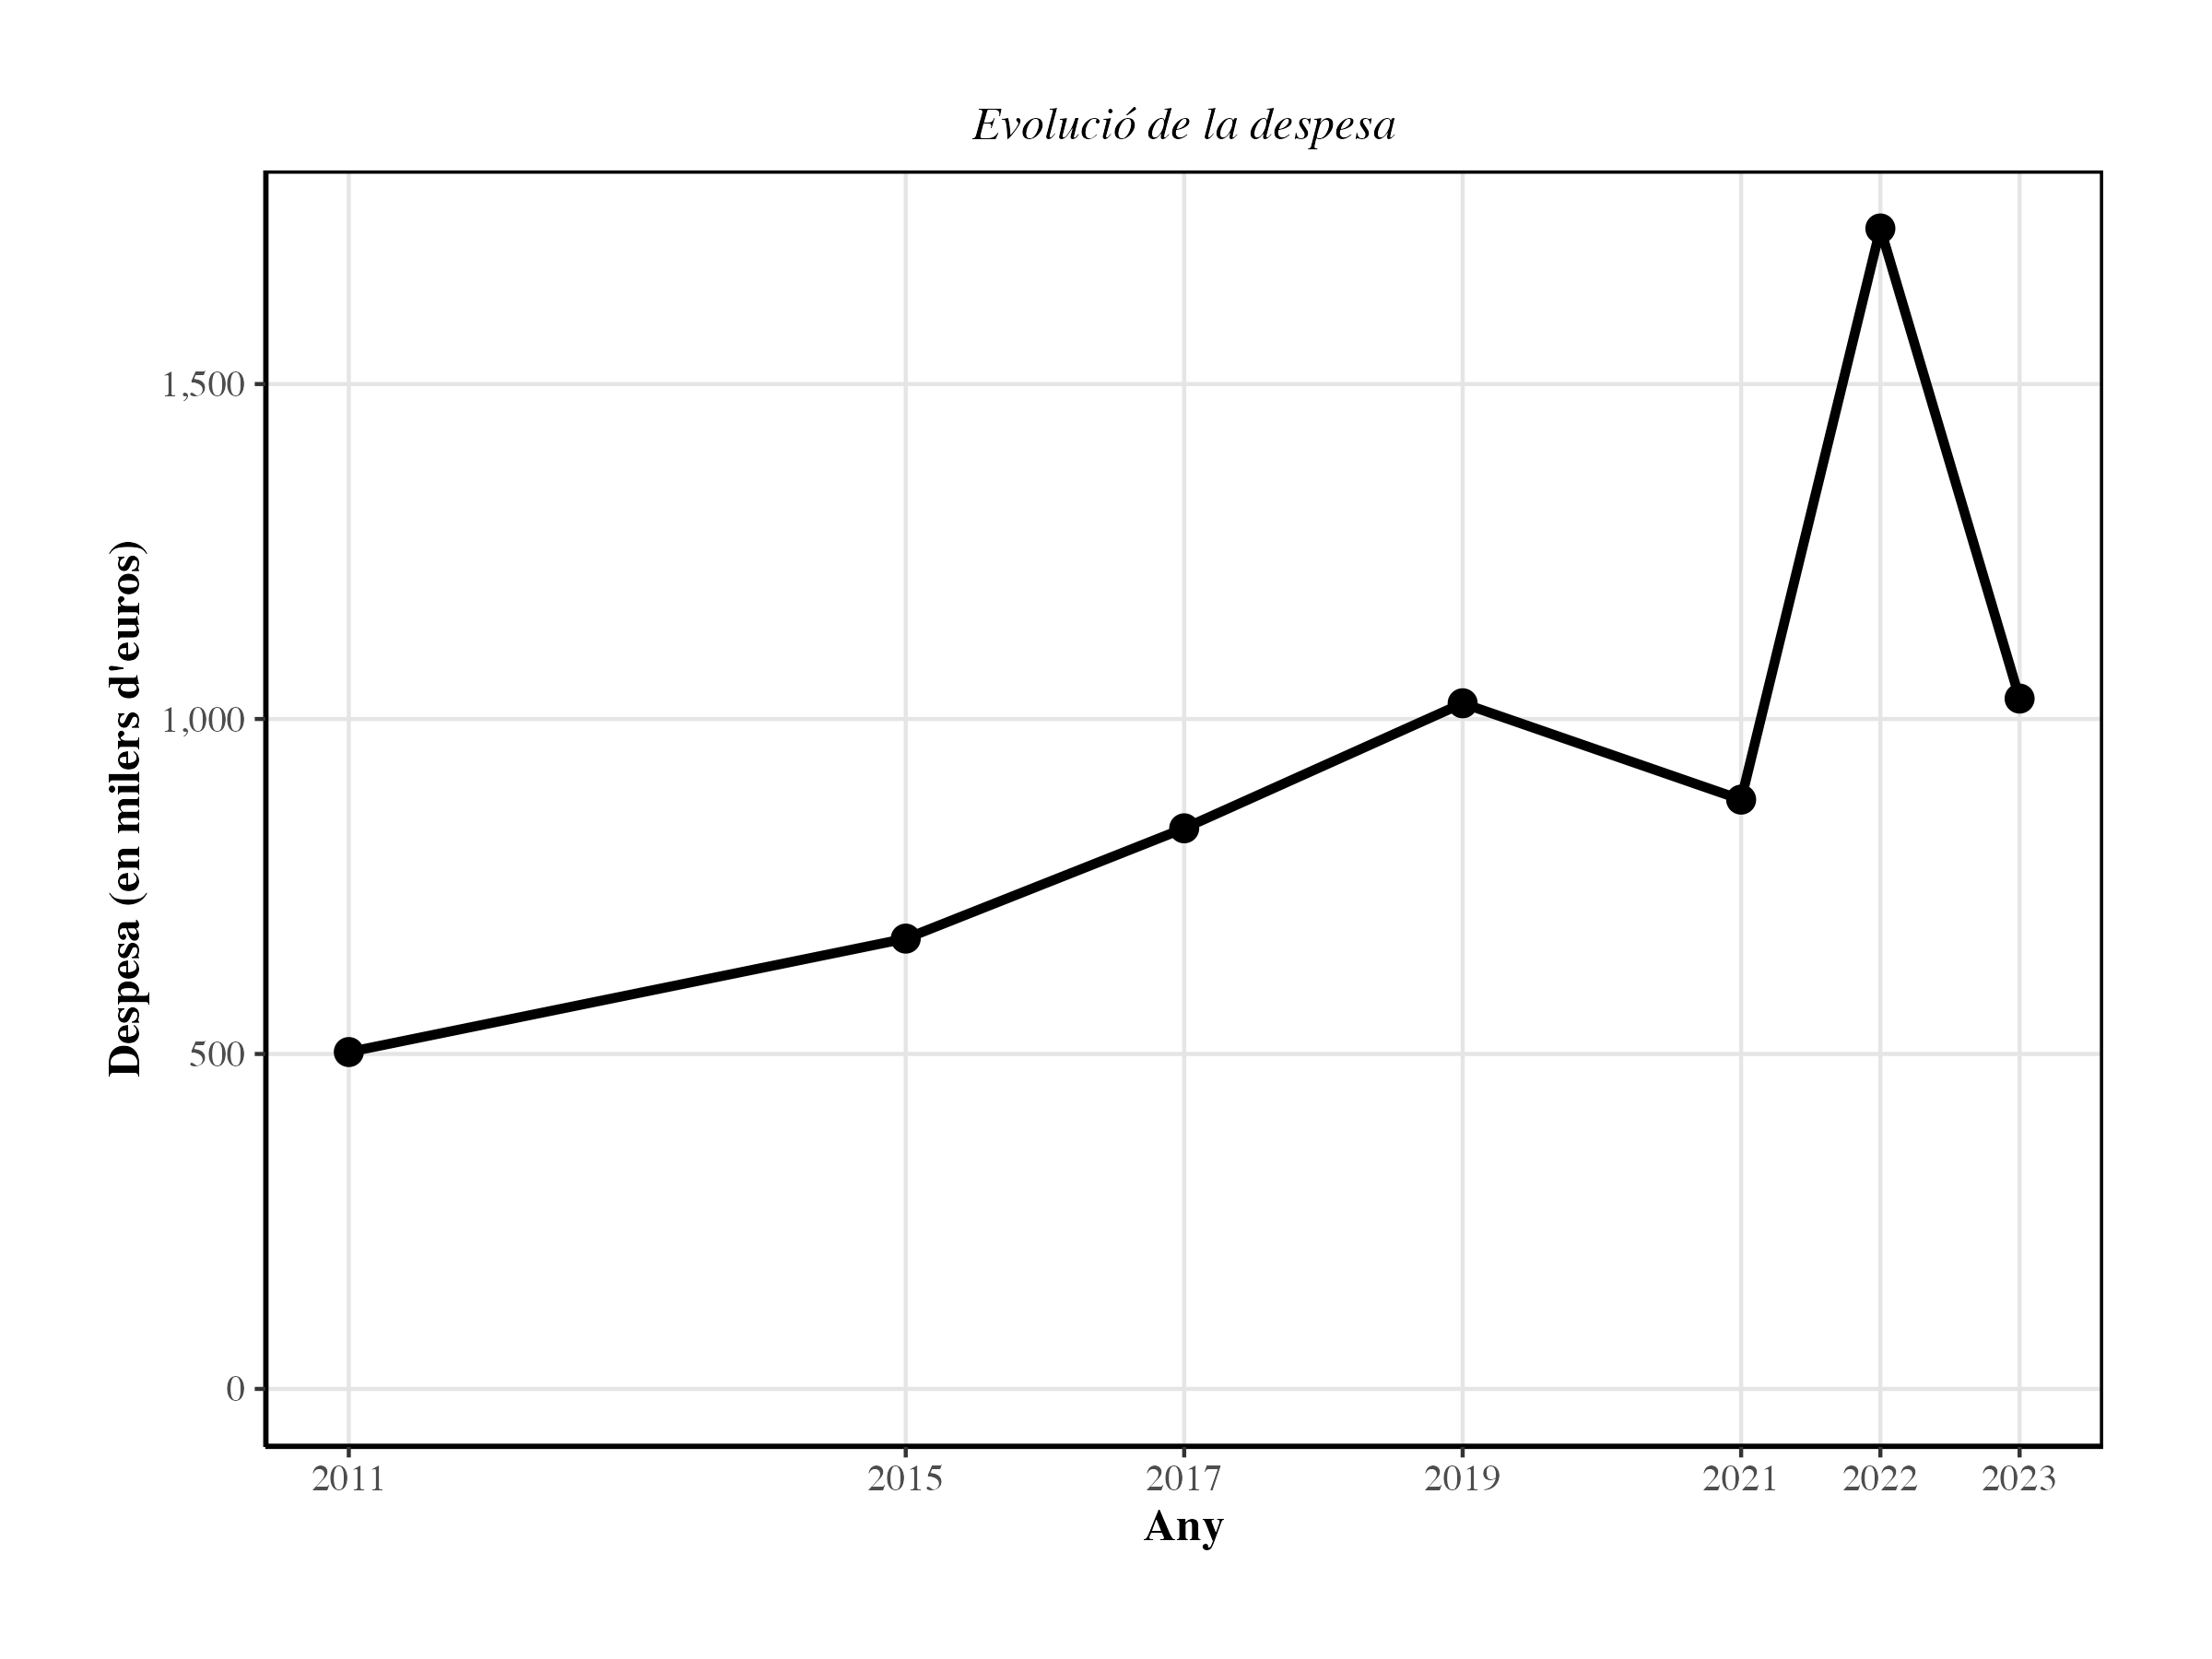 Evolució de la despesa
Despesa (en milers d'euros)
1,500
1,000
500
0
2011 2015 2017 2019 2021 2022 2023
Any